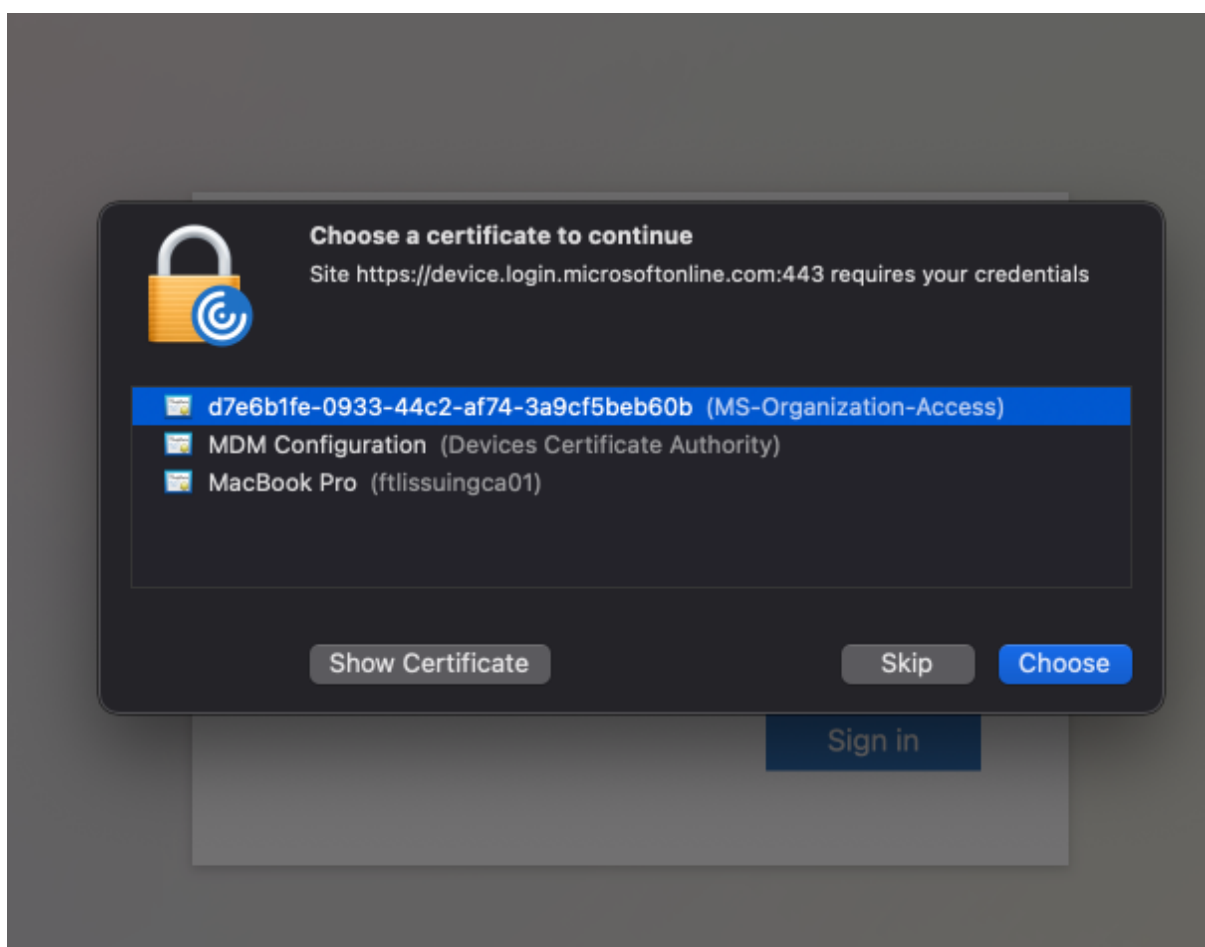 Choose a certificate to continue
Site https://device.login.microsoftonline.com:443 requires your credentials
d7e6b1fe-0933-44c2-af74-3a9cf5beb60b (MS-Organization-Access)
MDM Configuration (Devices Certificate Authority)
MacBook Pro (ftlissuingca01)
Show Certificate
Skip
Choose
Sign in